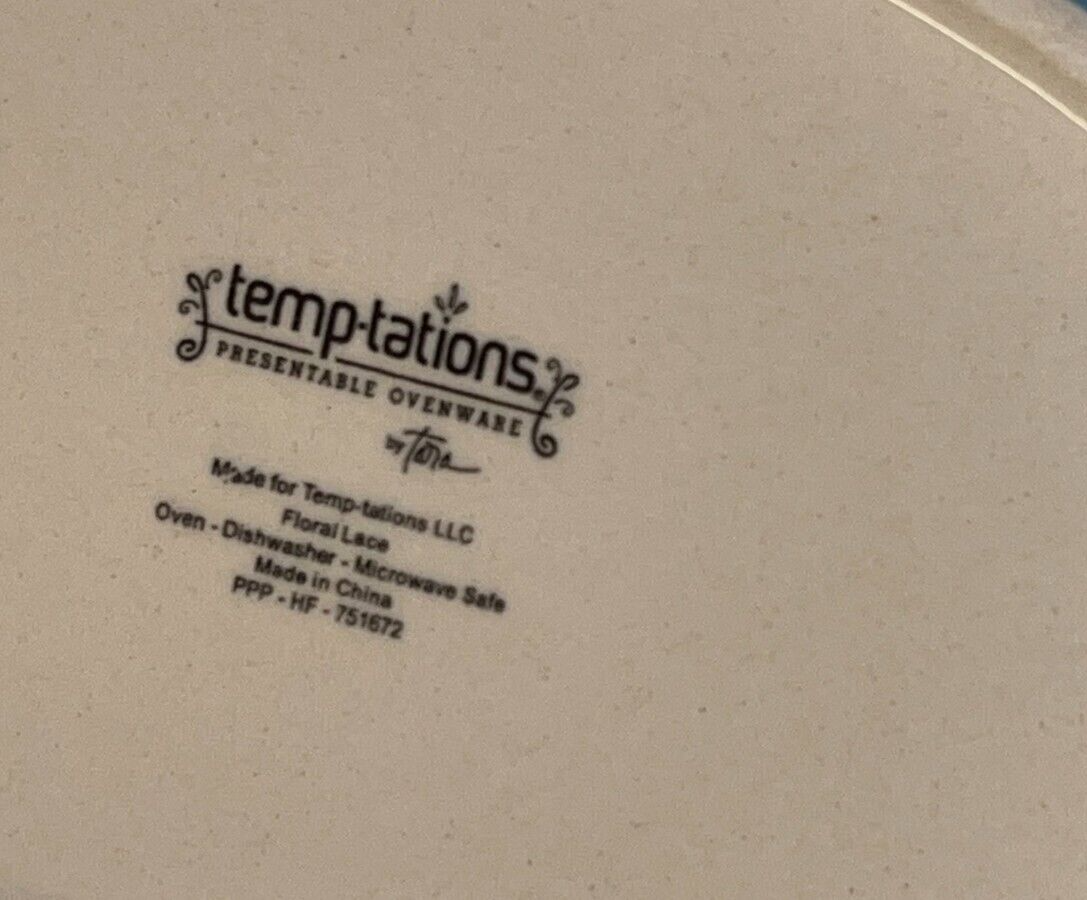 temp-tations®
PRESENTABLE OVENWARE
by Tara
Made for Temp-tations LLC
Floral Lace
Oven - Dishwasher - Microwave Safe
Made in China
PPP - HF - 751672